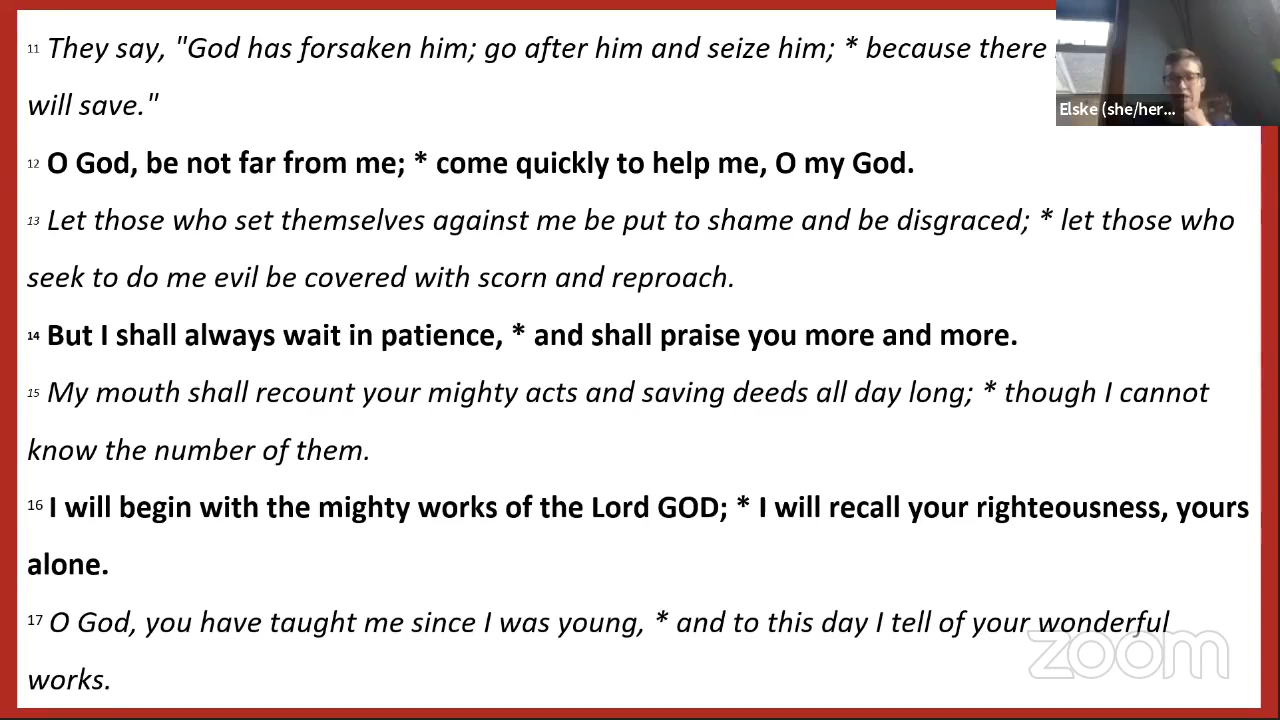 11 They say, "God has forsaken him; go after him and seize him; * because there
will save."
12 O God, be not far from me; * come quickly to help me, O my God.
13 Let those who set themselves against me be put to shame and be disgraced; * let those who
seek to do me evil be covered with scorn and reproach.
14 But I shall always wait in patience, * and shall praise you more and more.
15 My mouth shall recount your mighty acts and saving deeds all day long; * though I cannot
know the number of them.
16 I will begin with the mighty works of the Lord GOD; * I will recall your righteousness, yours
alone.
17 O God, you have taught me since I was young, * and to this day I tell of your wonderful
works.
Elske (she/her...
zoom